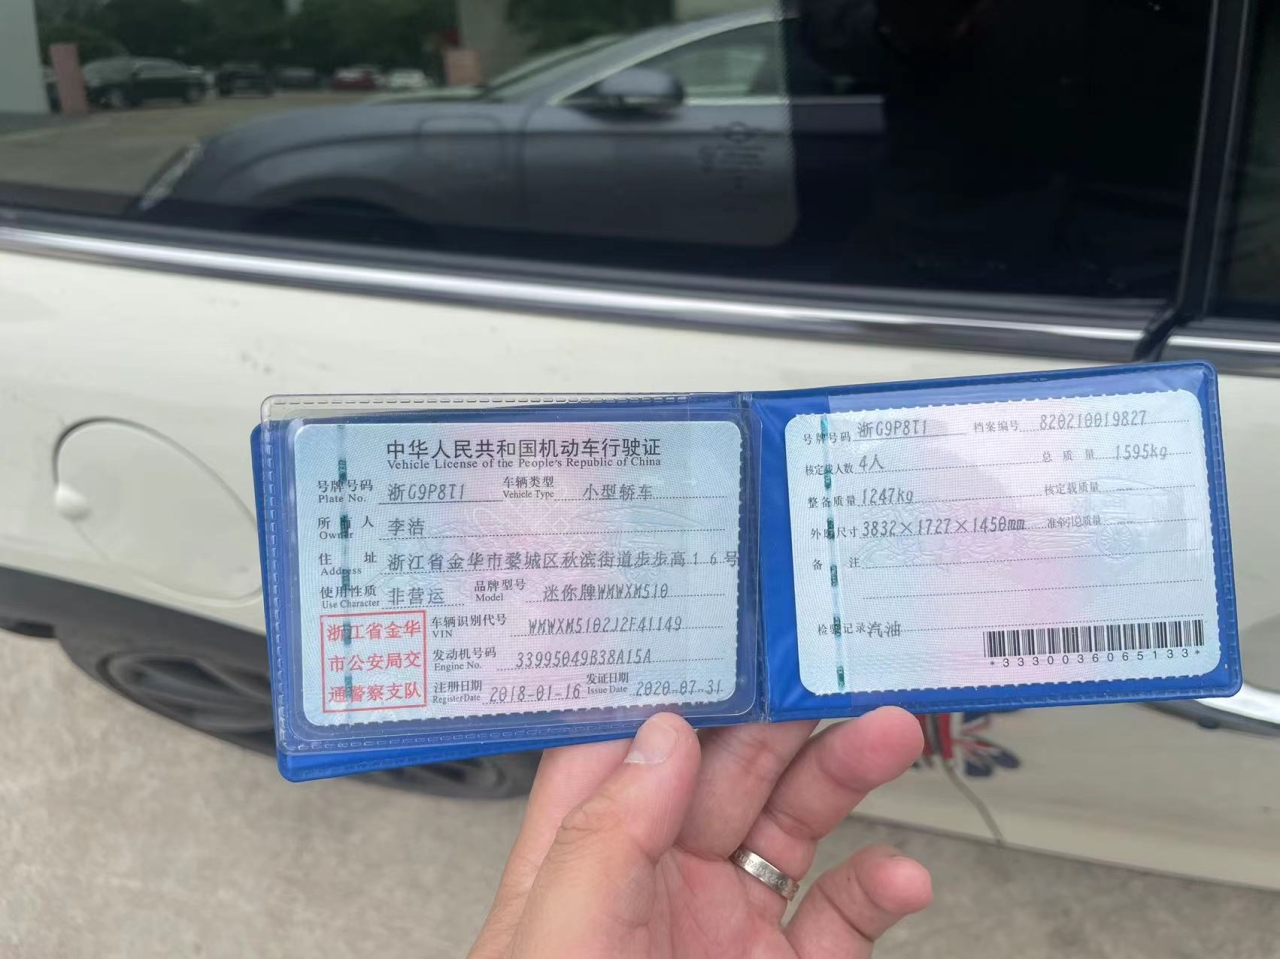 中华人民共和国机动车行驶证
Vehicle License of the People's Republic of China
号牌号码 浙G9P8T1 车辆类型 小型轿车
Plate No. Vehicle Type
所有人 李洁
Owner
住址 浙江省金华市婺城区秋滨街道步步高16号
Address
使用性质 非营运 品牌型号 迷你牌WMWXM510
Use Character Model
浙江省金华
市公安局交
通警察支队
车辆识别代号 WMWXM5102J2F41149
VIN
发动机号码 33995049B38A15A
Engine No.
注册日期 2018-01-16 发证日期 2020-07-31
Register Date Issue Date
号牌号码 浙G9P8T1 档案编号 820210019827
核定载人数 4人 总质量 1595kg
整备质量 1247kg 核定载质量 --
外廓尺寸 3832×1727×1450mm 准牵引总质量 --
备注
检验记录 汽油
*3330036065133*